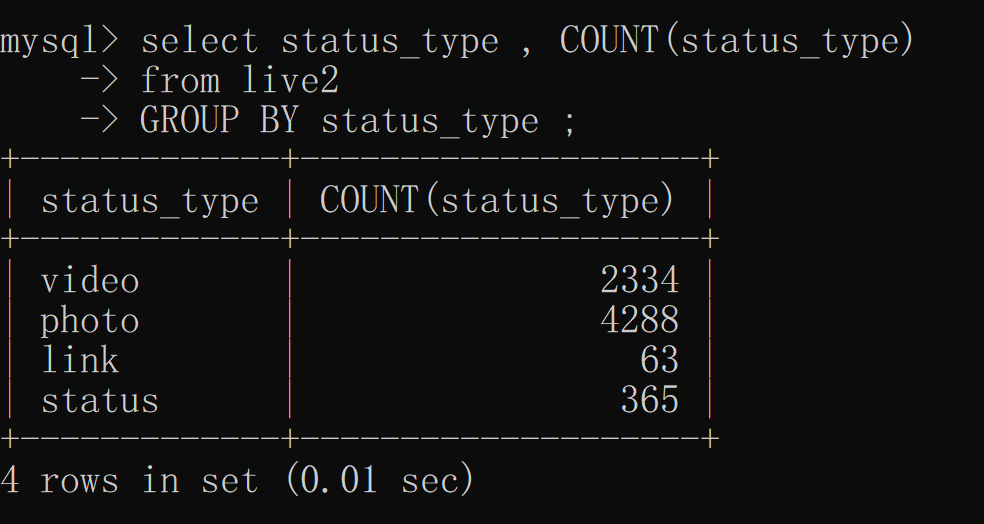 mysql> select status_type , COUNT(status_type)
    -> from live2
    -> GROUP BY status_type ;
+-------------+--------------------+
| status_type | COUNT(status_type) |
+-------------+--------------------+
| video       |               2334 |
| photo       |               4288 |
| link        |                 63 |
| status      |                365 |
+-------------+--------------------+
4 rows in set (0.01 sec)